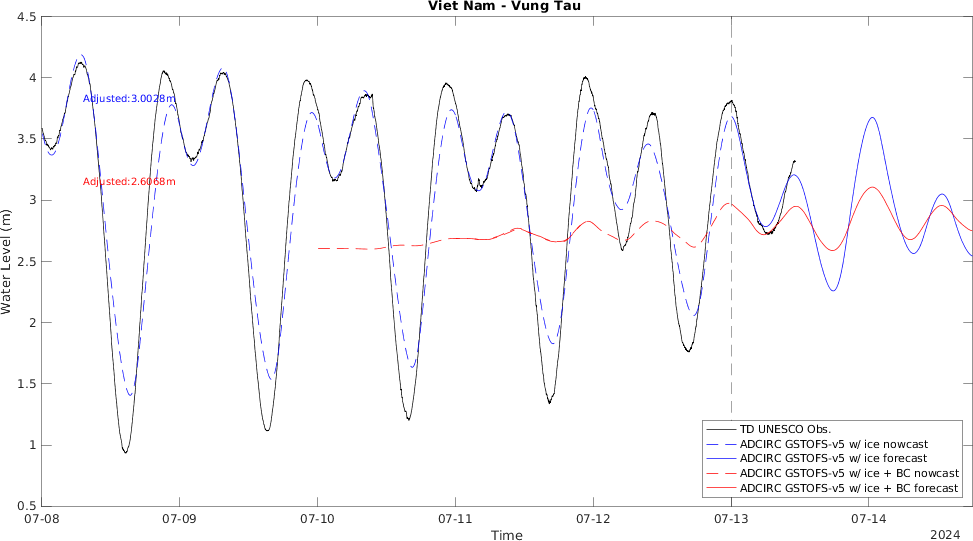 Viet Nam - Vung Tau
4.5
4
3.5
3
2.5
2
1.5
1
0.5
Water Level (m)
Adjusted:3.0028m
Adjusted:2.6068m
TD UNESCO Obs.
ADCIRC GSTOFS-v5 w/ ice nowcast
ADCIRC GSTOFS-v5 w/ ice forecast
ADCIRC GSTOFS-v5 w/ ice + BC nowcast
ADCIRC GSTOFS-v5 w/ ice + BC forecast
07-08 07-09 07-10 07-11 07-12 07-13 07-14
Time
2024